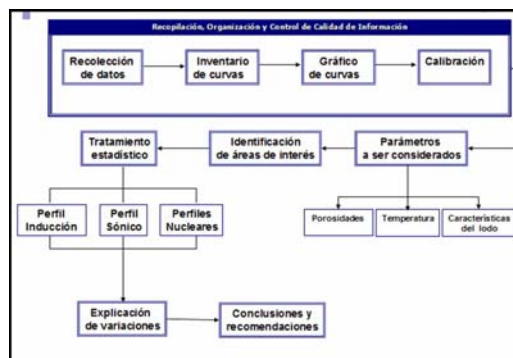 Recopilación, Organización y Control de Calidad de Información
Recolección
de datos
Inventario
de curvas
Gráfico
de curvas
Calibración
Tratamiento
estadístico
Identificación
de áreas de interés
Parámetros
a ser considerados
Perfil
Inducción
Perfil
Sónico
Perfiles
Nucleares
Porosidades
Temperatura
Características
del lodo
Explicación
de variaciones
Conclusiones y
recomendaciones